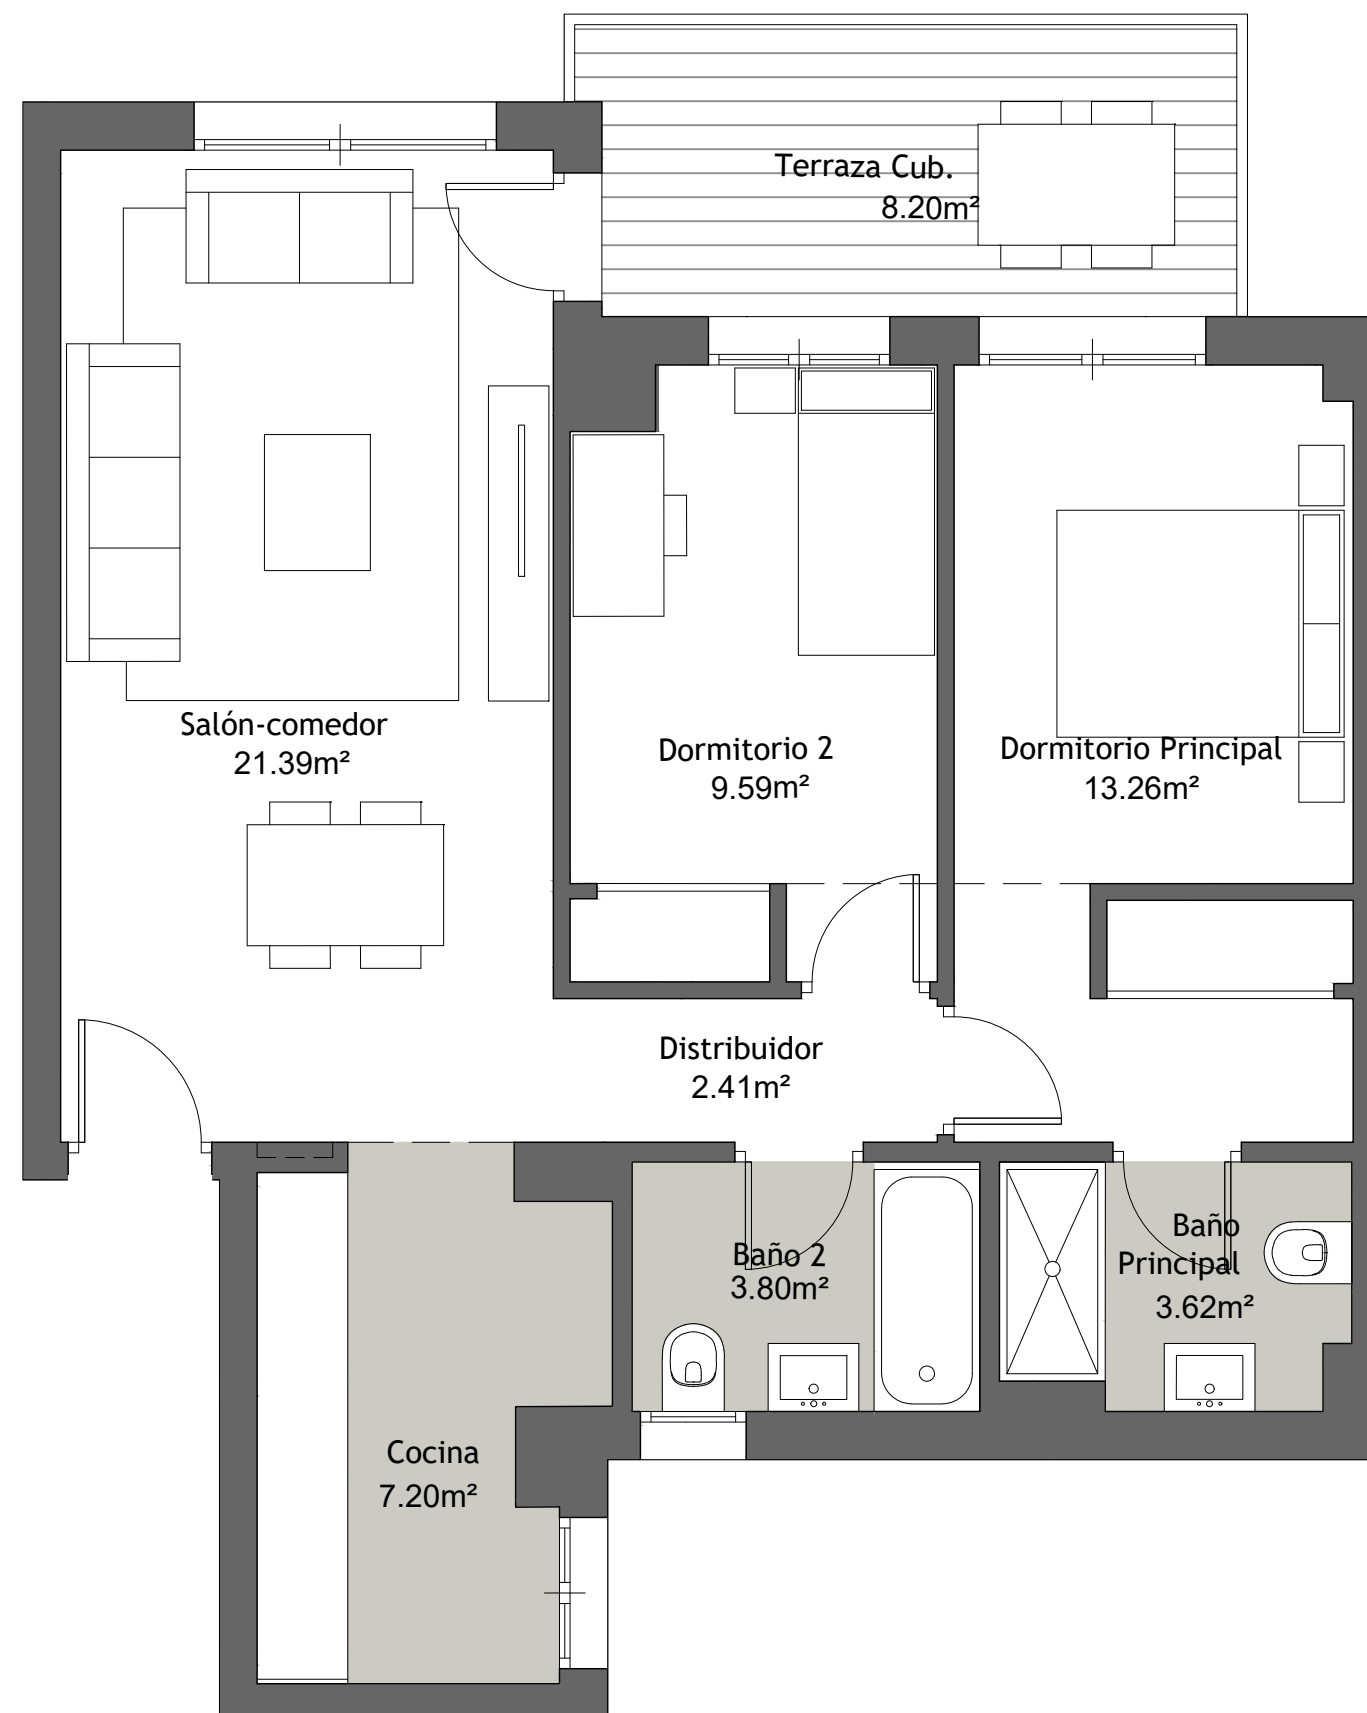 Terraza Cub.
8.20m²
Salón-comedor
21.39m²
Dormitorio 2
9.59m²
Dormitorio Principal
13.26m²
Distribuidor
2.41m²
Baño 2
3.80m²
Baño
Principal
3.62m²
Cocina
7.20m²